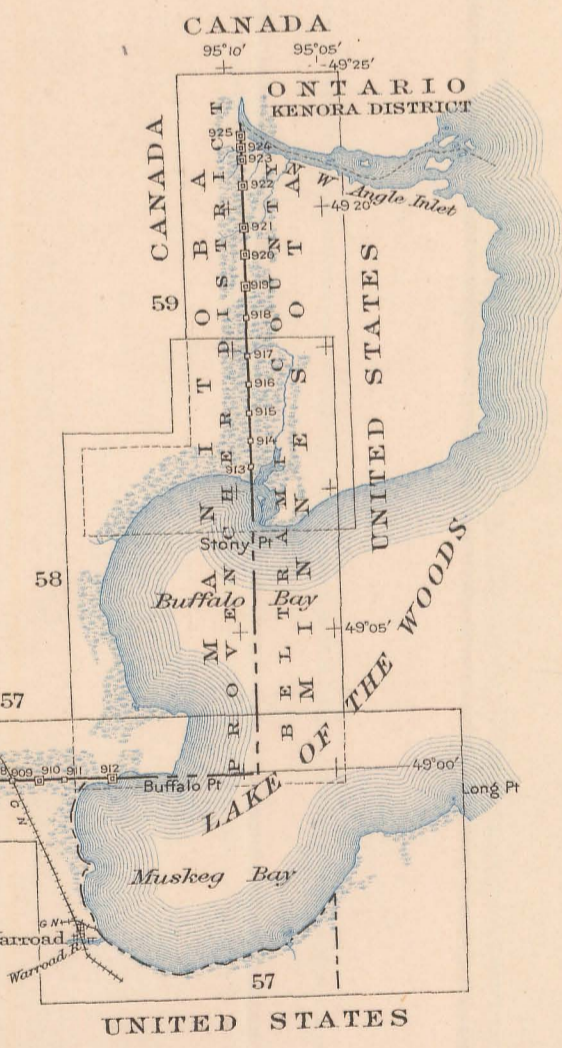 CANADA
95°10'
95°05'
49°25'
ONTARIO
KENORA DISTRICT
925
924
923
922
N W Angle Inlet
49°20'
CANADA
921
920
919
59
918
917
916
915
914
913
MANITOBA
PROVENCHER DISTRICT
BELTRAMI COUNTY
MINNESOTA
UNITED STATES
Stony Pt
58
Buffalo Bay
49°05'
LAKE OF THE WOODS
57
909
910
911
912
49°00'
Buffalo Pt
Long Pt
G N
Muskeg Bay
G N
Warroad R
57
UNITED STATES